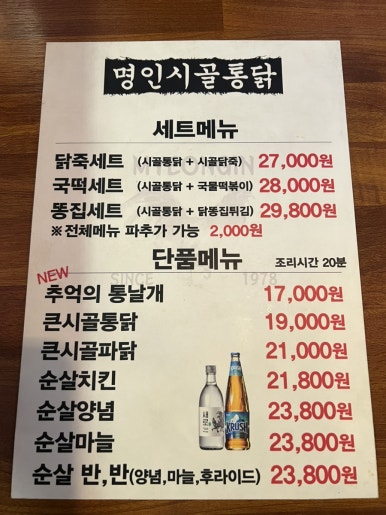 명인시골통닭
세트메뉴
닭죽세트 (시골통닭 + 시골닭죽) 27,000원
국떡세트 (시골통닭 + 국물떡볶이) 28,000원
똥집세트 (시골통닭 + 닭똥집튀김) 29,800원
※전체메뉴 파추가 가능 2,000원
MYEONGIN
단품메뉴 조리시간 20분
NEW
SINCE 1978
추억의 통날개 17,000원
큰시골통닭 19,000원
큰시골파닭 21,000원
순살치킨 21,800원
순살양념 23,800원
순살마늘 23,800원
순살 반,반(양념,마늘,후라이드) 23,800원
새로
KRUSH